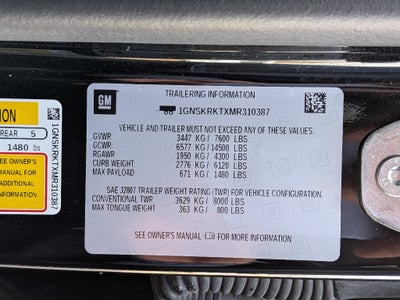 TRAILERING INFORMATION
GM
1GNSKRKTXMR310387
VEHICLE AND TRAILER MUST NOT EXCEED ANY OF THESE RATINGS:
GVWR: 3447 KG / 7600 LBS
GCWR: 6577 KG / 14500 LBS
RGAWR 1950 KG / 4300 LBS
CURB WEIGHT 2776 KG / 6120 LBS
MAX PAYLOAD 671 KG / 1480 LBS
SAE J2807 TRAILER WEIGHT RATING (TWR) FOR VEHICLE CONFIGURATION.
CONVENTIONAL TWR: 3629 KG / 8000 LBS
MAX TONGUE WEIGHT: 363 KG / 800 LBS
SEE OWNER'S MANUAL FOR MORE INFORMATION
REAR 5
1480 lbs
SEE OWNER'S
MANUAL FOR
ADDITIONAL
INFORMATION
1GNSKRKTXMR310387